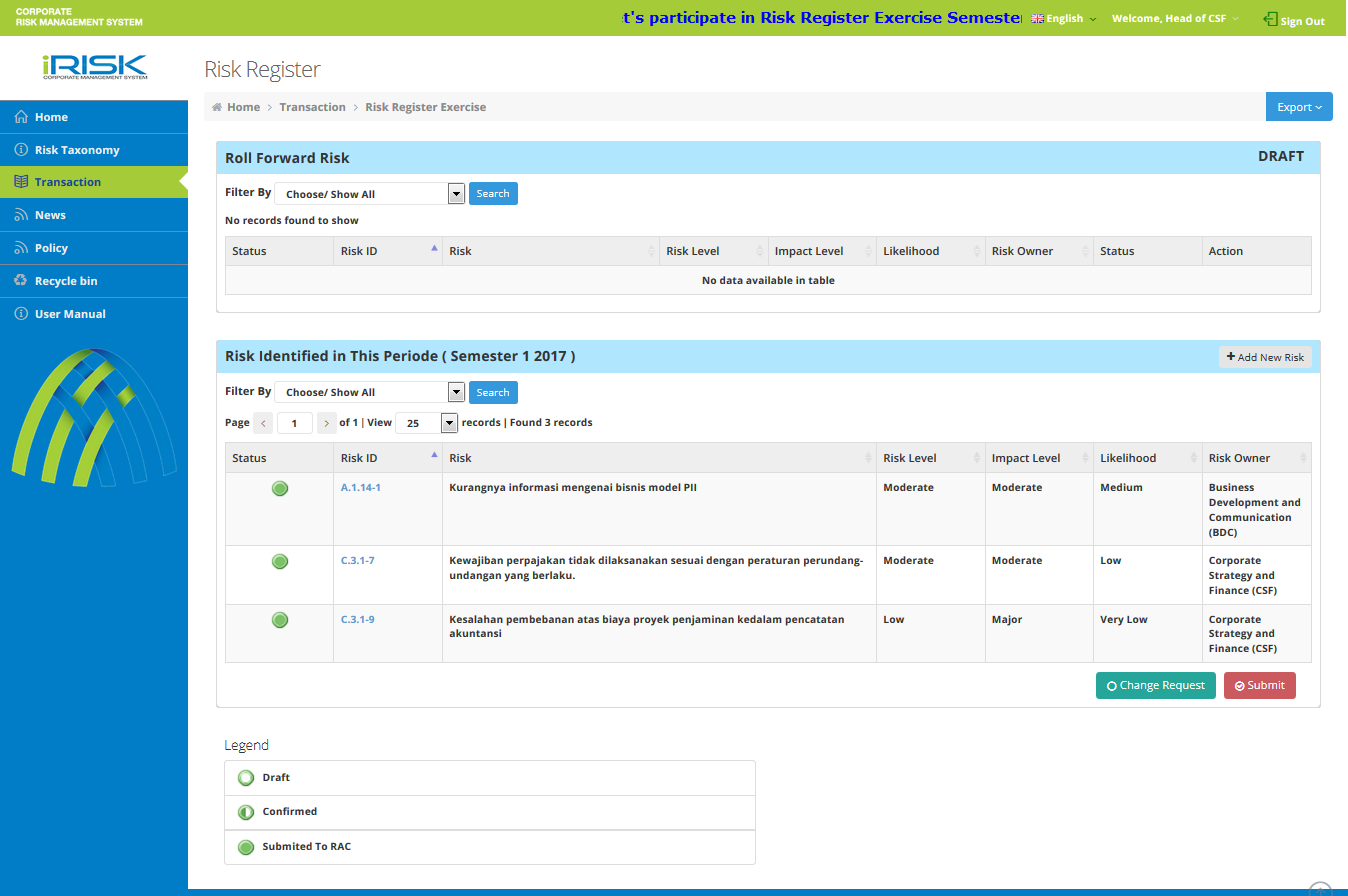 CORPORATE
RISK MANAGEMENT SYSTEM
t's participate in Risk Register Exercise Semeste
English
Welcome, Head of CSF
Sign Out
iRISK
CORPORATE MANAGEMENT SYSTEM
Home
Risk Taxonomy
Transaction
News
Policy
Recycle bin
User Manual
Risk Register
Home > Transaction > Risk Register Exercise
Export
Roll Forward Risk
DRAFT
Filter By Choose/ Show All Search
No records found to show
Status Risk ID Risk Risk Level Impact Level Likelihood Risk Owner Status Action
No data available in table
Risk Identified in This Periode ( Semester 1 2017 )
+ Add New Risk
Filter By Choose/ Show All Search
Page < 1 > of 1 | View 25 records | Found 3 records
Status Risk ID Risk Risk Level Impact Level Likelihood Risk Owner
A.1.14-1 Kurangnya informasi mengenai bisnis model PII Moderate Moderate Medium Business
Development and
Communication
(BDC)
C.3.1-7 Kewajiban perpajakan tidak dilaksanakan sesuai dengan peraturan perundang- Moderate Moderate Low Corporate
undangan yang berlaku. Strategy and
Finance (CSF)
C.3.1-9 Kesalahan pembebanan atas biaya proyek penjaminan kedalam pencatatan Low Major Very Low Corporate
akuntansi Strategy and
Finance (CSF)
Change Request
Submit
Legend
Draft
Confirmed
Submited To RAC